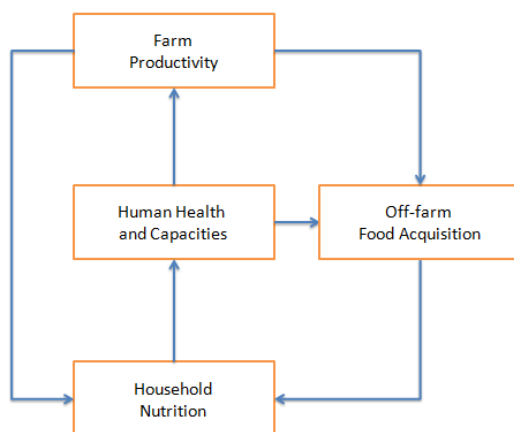 Farm
Productivity
Human Health
and Capacities
Off-farm
Food Acquisition
Household
Nutrition